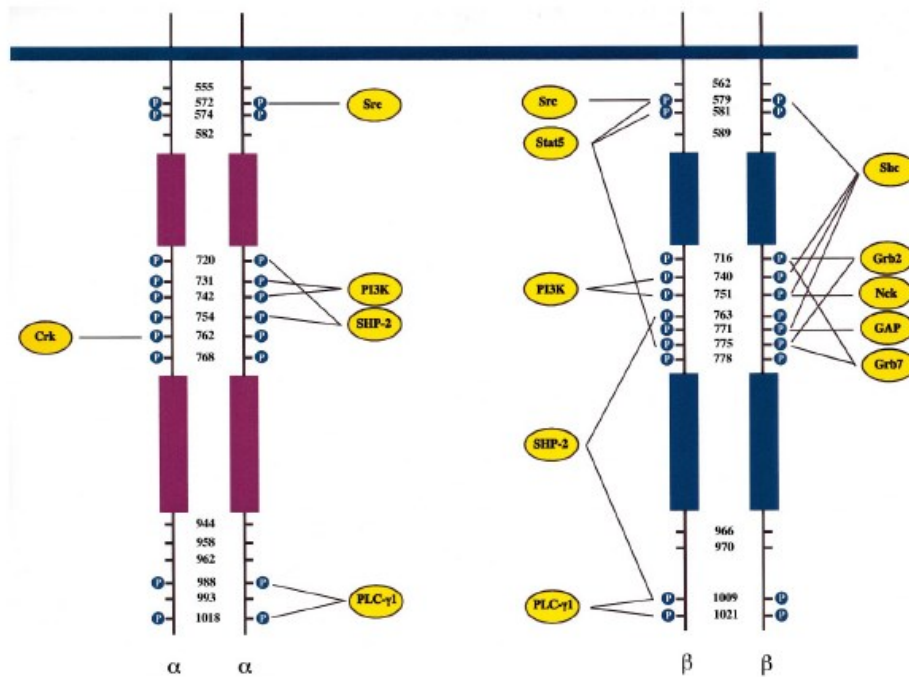 555 562
P 572 P Src Src P 579 P
P 574 P P 581 P
582 Stat5 589
Shc
P 720 P P 716 P Grb2
P 731 P P 740 P
PI3K PI3K
P 742 P P 751 P Nck
P 754 P SHP-2 P 763 P
Crk P 762 P P 771 P GAP
P 775 P
P 768 P P 778 P Grb7
SHP-2
944 966
958 970
962
P 988 P
993 PLC-γ1 PLC-γ1 P 1009 P
P 1018 P P 1021 P
α α β β